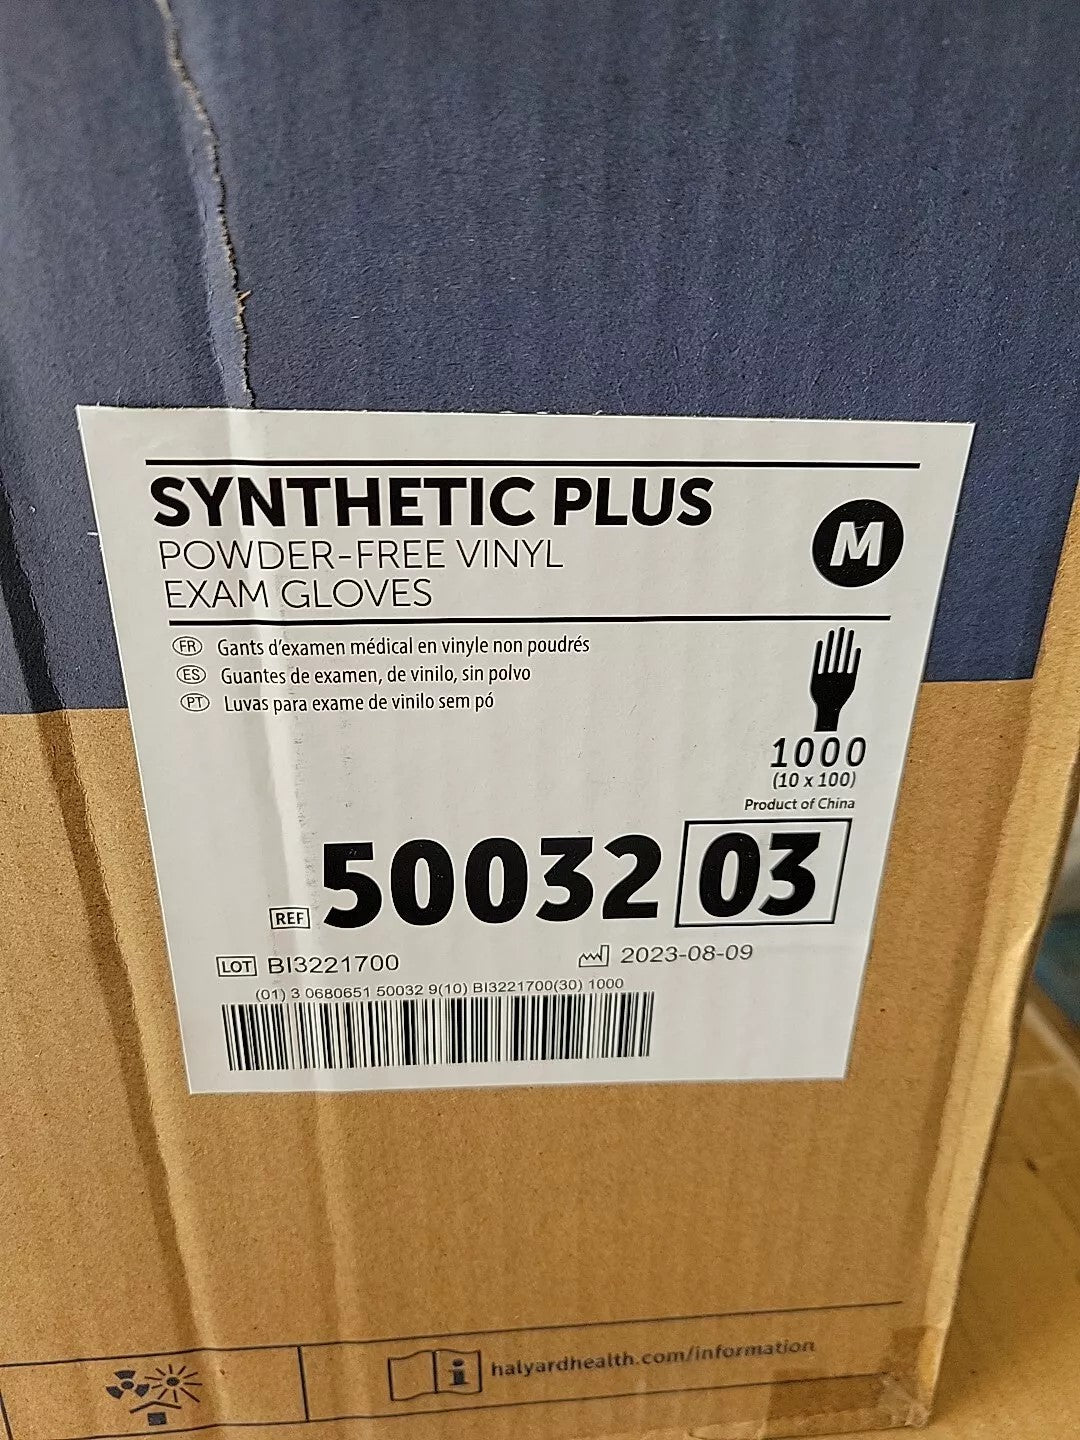 SYNTHETIC PLUS
POWDER-FREE VINYL
EXAM GLOVES
M
FR Gants d'examen médical en vinyle non poudrés
ES Guantes de examen, de vinilo, sin polvo
PT Luvas para exame de vinilo sem pó
1000
(10 x 100)
Product of China
REF 50032 03
LOT BI3221700 2023-08-09
(01) 3 0680651 50032 9(10) BI3221700(30) 1000
i halyardhealth.com/information